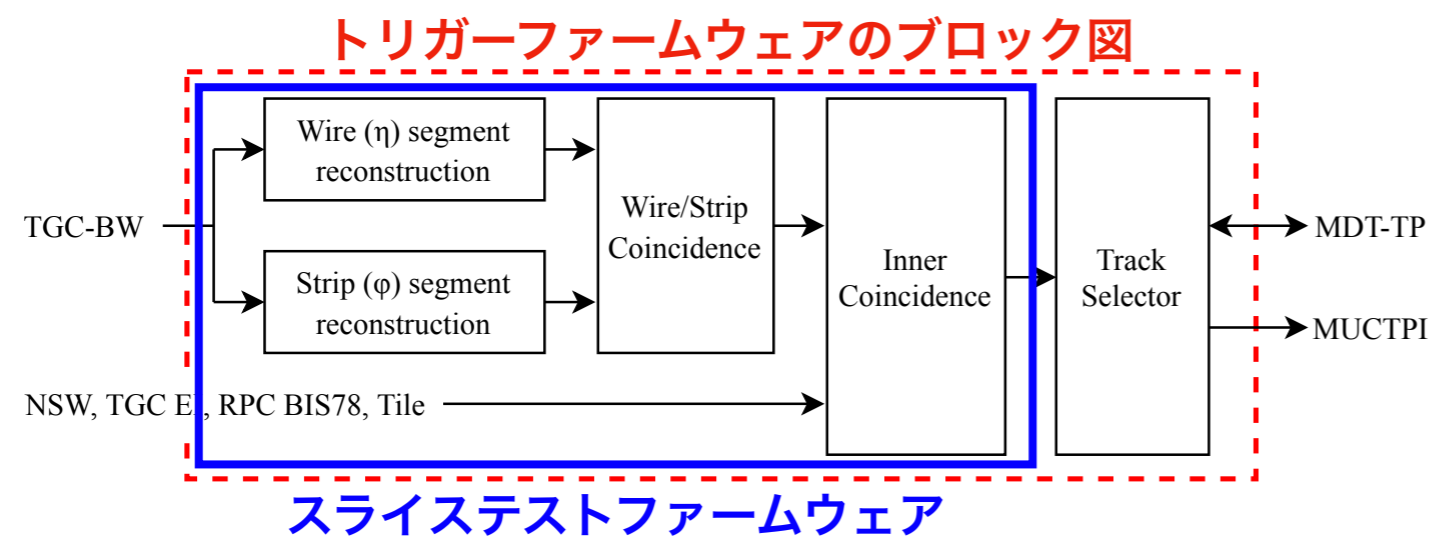 トリガーファームウェアのブロック図
Wire (η) segment
reconstruction
TGC-BW
Strip (φ) segment
reconstruction
Wire/Strip
Coincidence
Inner
Coincidence
Track
Selector
MDT-TP
MUCTPI
NSW, TGC EI, RPC BIS78, Tile
スライステストファームウェア